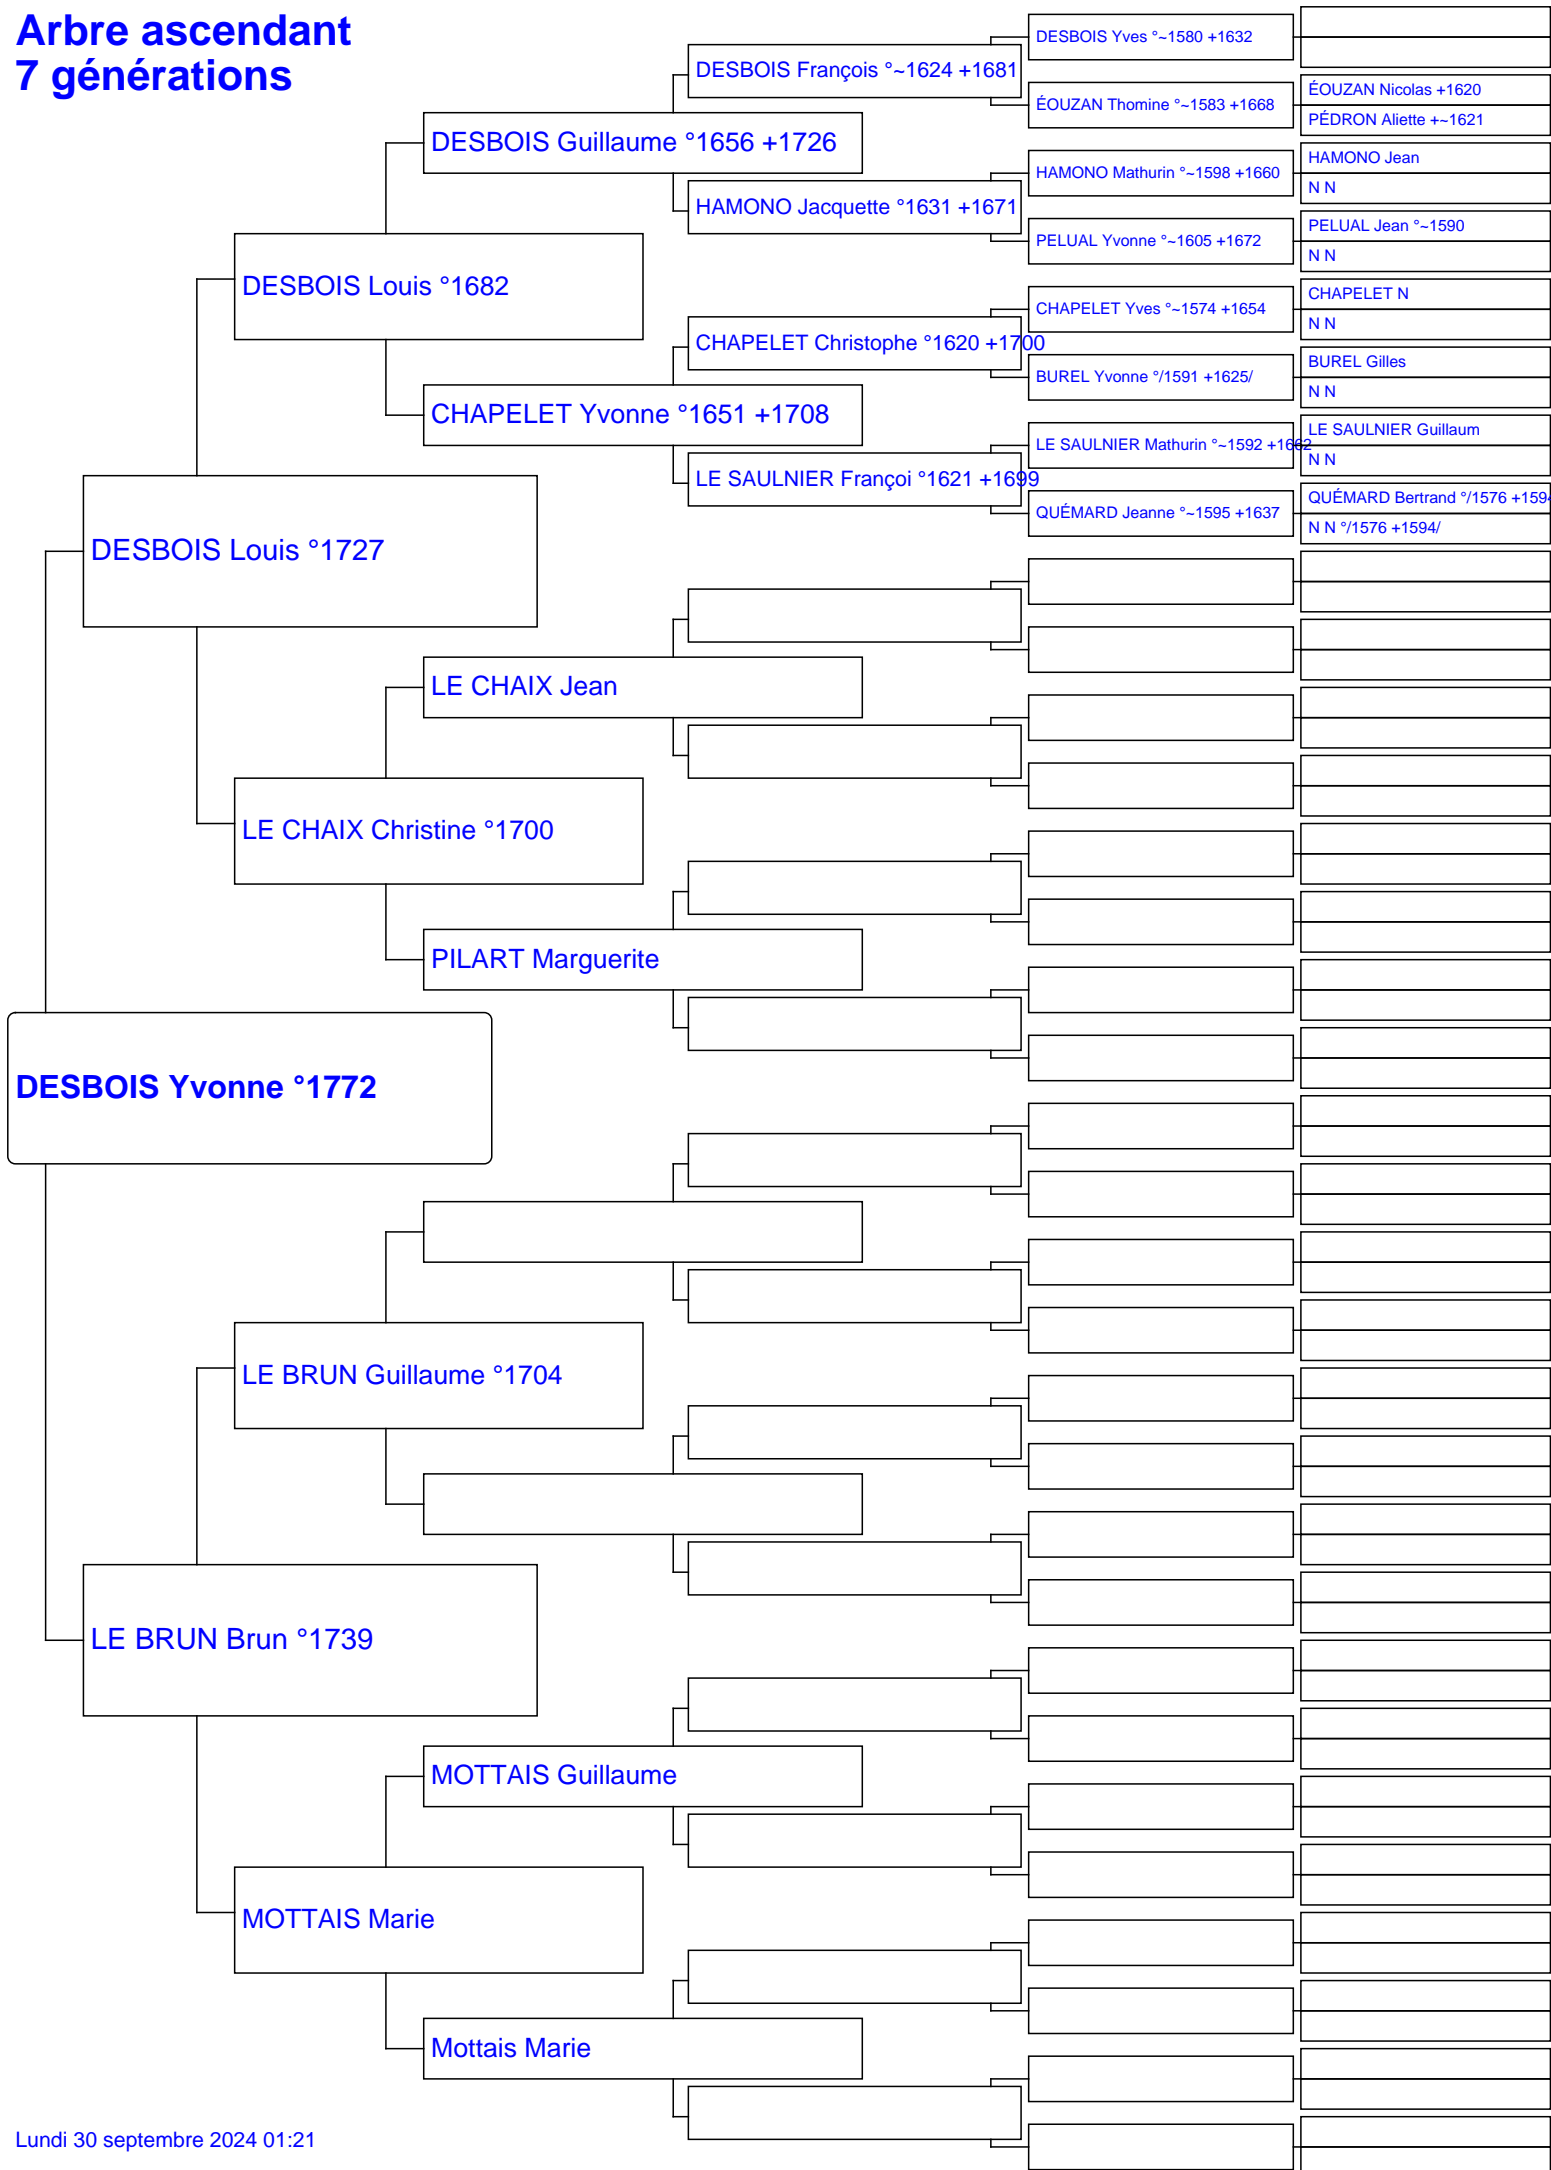 Arbre ascendant
7 générations
DESBOIS Yves °~1580 +1632
DESBOIS François °~1624 +1681
ÉOUZAN Nicolas +1620
ÉOUZAN Thomine °~1583 +1668
PÉDRON Aliette +~1621
DESBOIS Guillaume °1656 +1726
HAMONO Jean
HAMONO Mathurin °~1598 +1660
N N
HAMONO Jacquette °1631 +1671
PELUAL Jean °~1590
PELUAL Yvonne °~1605 +1672
N N
DESBOIS Louis °1682
CHAPELET N
CHAPELET Yves °~1574 +1654
N N
CHAPELET Christophe °1620 +1700
BUREL Gilles
BUREL Yvonne °/1591 +1625/
N N
CHAPELET Yvonne °1651 +1708
LE SAULNIER Guillaum
LE SAULNIER Mathurin °~1592 +1662
N N
LE SAULNIER Françoi °1621 +1699
QUÉMARD Bertrand °/1576 +1594
QUÉMARD Jeanne °~1595 +1637
N N °/1576 +1594/
DESBOIS Louis °1727
LE CHAIX Jean
LE CHAIX Christine °1700
PILART Marguerite
DESBOIS Yvonne °1772
LE BRUN Guillaume °1704
LE BRUN Brun °1739
MOTTAIS Guillaume
MOTTAIS Marie
Mottais Marie
Lundi 30 septembre 2024 01:21